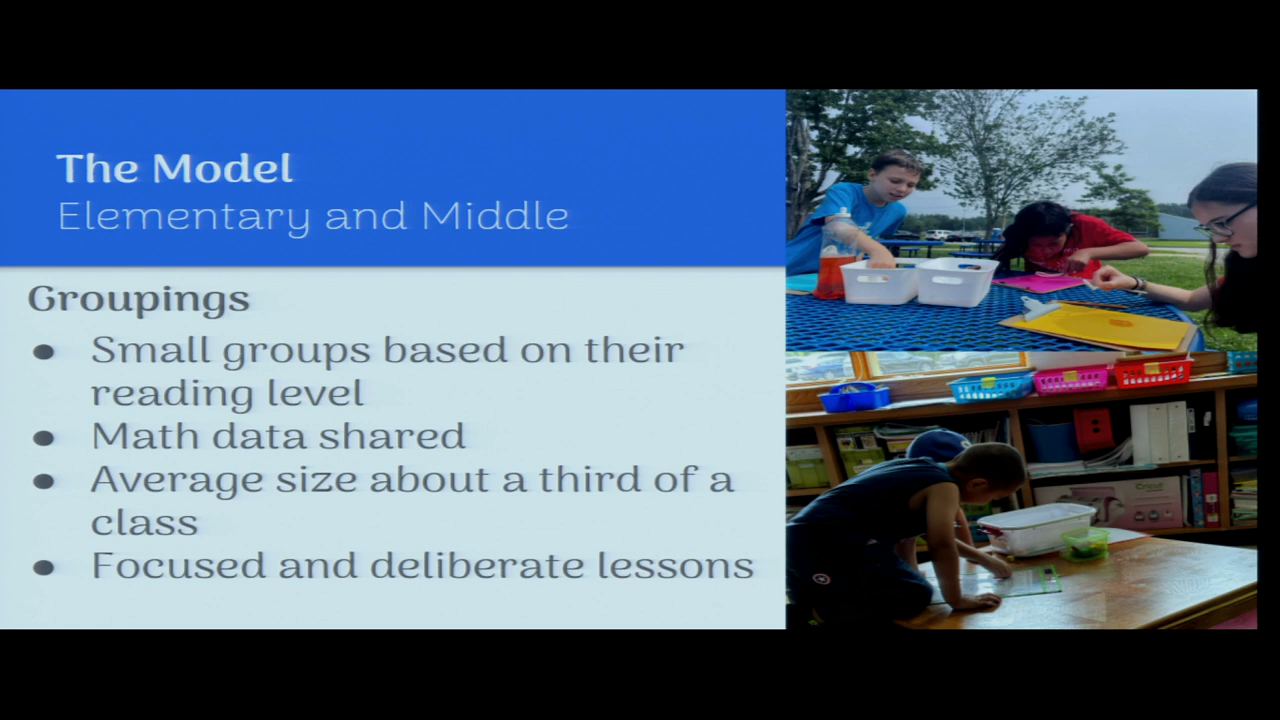 The Model
Elementary and Middle
Groupings
● Small groups based on their
reading level
● Math data shared
● Average size about a third of a
class
● Focused and deliberate lessons
Cricut